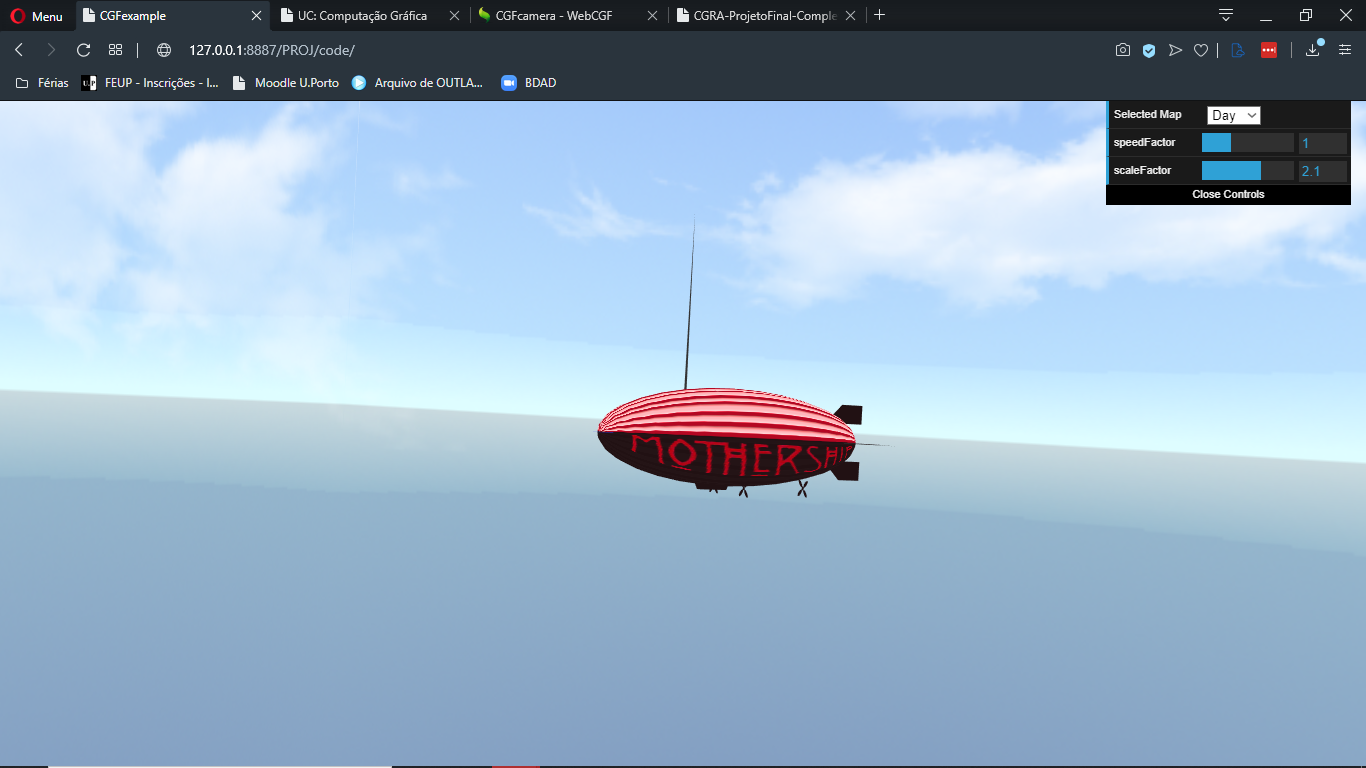 Menu
CGFexample
UC: Computação Gráfica
CGFcamera - WebCGF
CGRA-ProjetoFinal-Comple
127.0.0.1:8887/PROJ/code/
Férias
FEUP - Inscrições - I...
Moodle U.Porto
Arquivo de OUTLA...
BDAD
Selected Map Day
speedFactor 1
scaleFactor 2.1
Close Controls
MOTHERSHIP